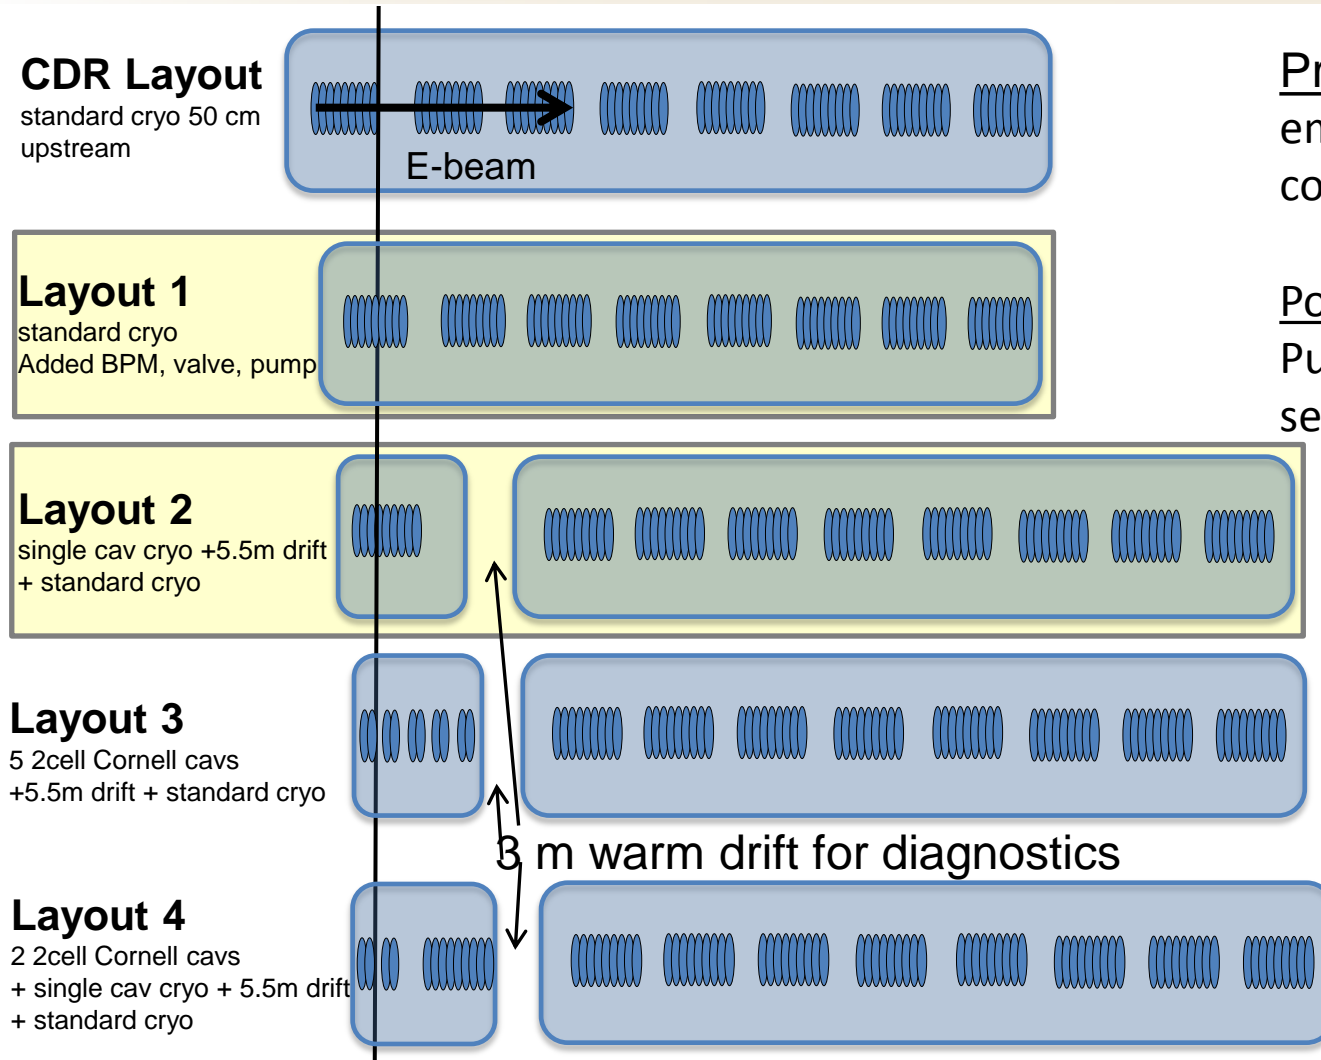 CDR Layout
standard cryo 50 cm
upstream
E-beam
Layout 1
standard cryo
Added BPM, valve, pump
Layout 2
single cav cryo +5.5m drift
+ standard cryo
Layout 3
5 2cell Cornell cavs
+5.5m drift + standard cryo
3 m warm drift for diagnostics
Layout 4
2 2cell Cornell cavs
+ single cav cryo + 5.5m drift
+ standard cryo